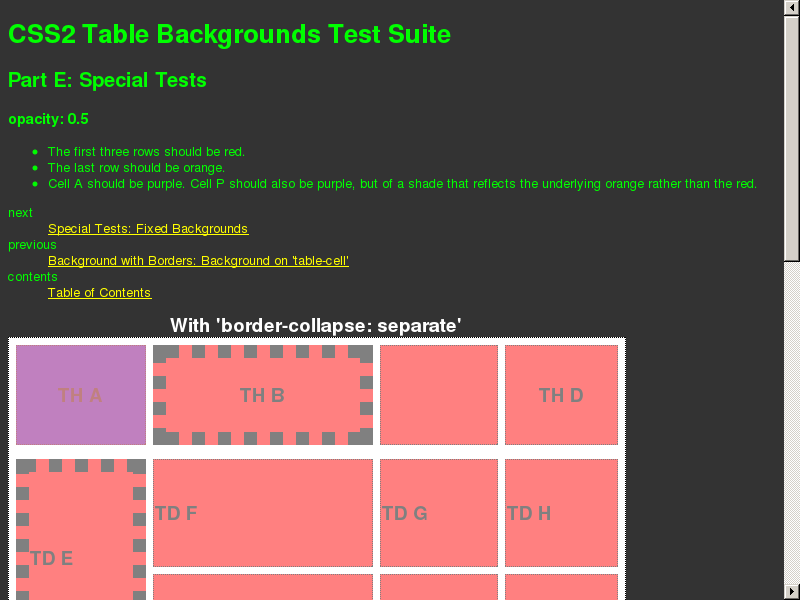 CSS2 Table Backgrounds Test Suite
Part E: Special Tests
opacity: 0.5
The first three rows should be red.
The last row should be orange.
Cell A should be purple. Cell P should also be purple, but of a shade that reflects the underlying orange rather than the red.
next
Special Tests: Fixed Backgrounds
previous
Background with Borders: Background on 'table-cell'
contents
Table of Contents
With 'border-collapse: separate'
TH A TH B TH D
TD F TD G TD H
TD E